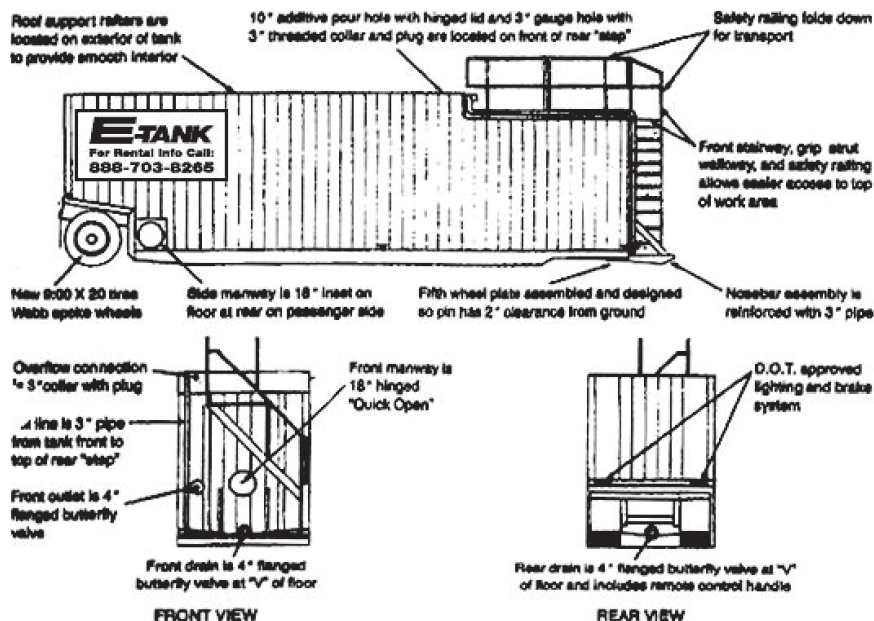 Roof support rafters are
located on exterior of tank
to provide smooth interior
10" additive pour hole with hinged lid and 3" gauge hole with
3" threaded collar and plug are located on front of rear "step"
Safety railing folds down
for transport
E-TANK
For Rental Info Call:
888-703-8265
Front stairway, grip strut
walkway, and safety railing
allows easier access to top
of work area
New 9:00 X 20 tires
Webb spoke wheels
Side manway is 18" inset on
floor at rear on passenger side
Fifth wheel plate assembled and designed
so pin has 2" clearance from ground
Nosebar assembly is
reinforced with 3" pipe
Overflow connection
3" collar with plug
line is 3" pipe
from tank front to
top of rear "step"
Front outlet is 4"
flanged butterfly
valve
Front manway is
18" hinged
"Quick Open"
Front drain is 4" flanged
butterfly valve at "V" of floor
FRONT VIEW
D.O.T. approved
lighting and brake
system
Rear drain is 4" flanged butterfly valve at "V"
of floor and includes remote control handle
REAR VIEW